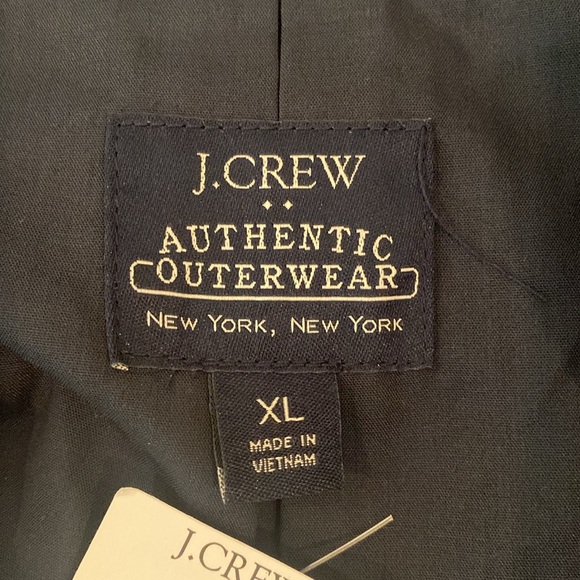 J.CREW
AUTHENTIC
OUTERWEAR
NEW YORK, NEW YORK
XL
MADE IN
VIETNAM
J.CREW